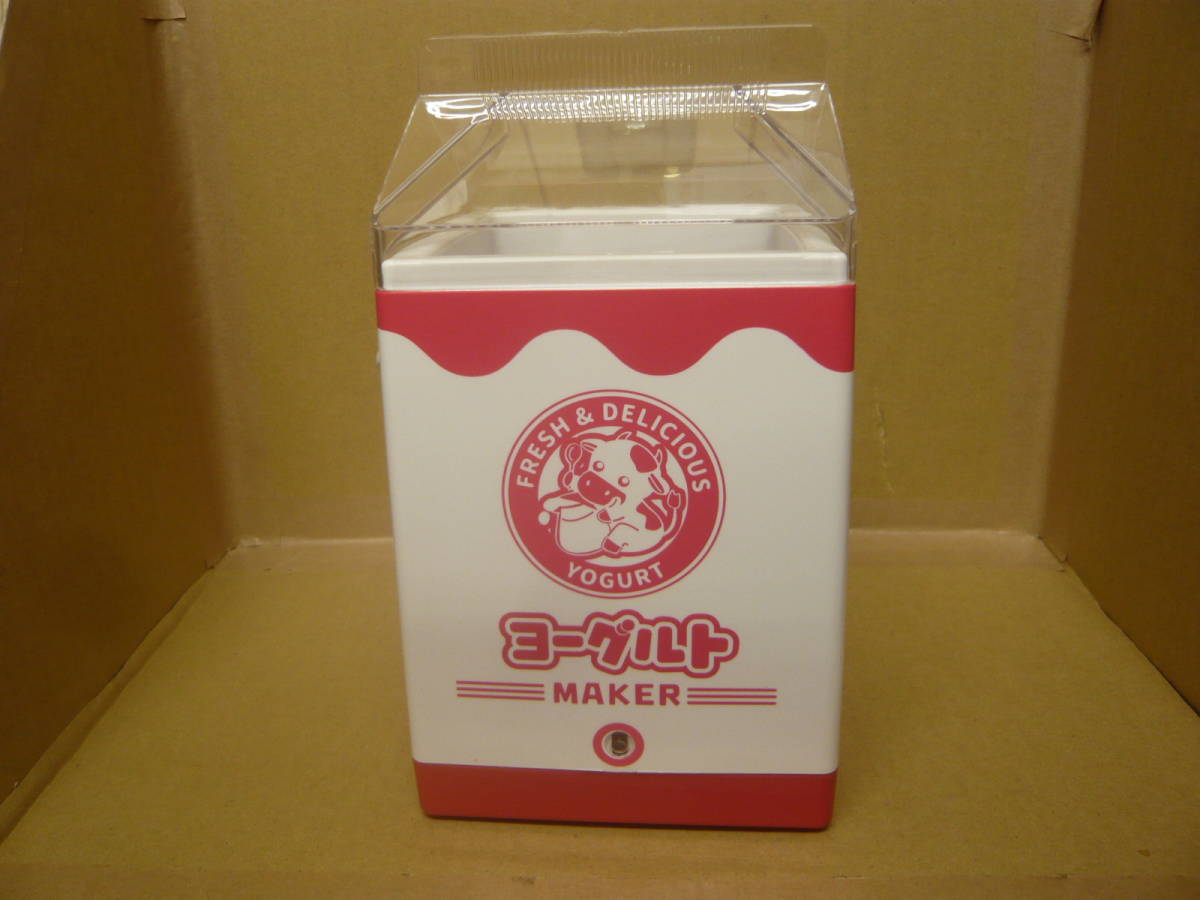 FRESH & DELICIOUS
YOGURT
ヨーグルト
MAKER